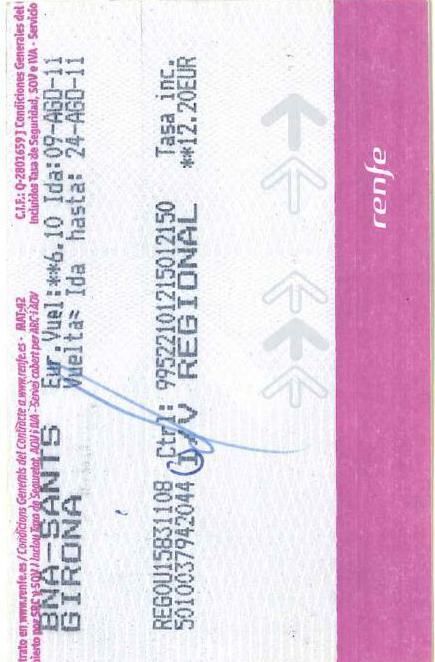 trato en www.renfe.es / Condicions Generals del Contracte a www.renfe.es - MAT:42 C.I.F.: Q-2801659 J Condiciones Generales del
por SRC y SOV / Inclou Taxa de Seguretat, AOV i IVA - Servei cobert per ARC i AOV Incluidos Tasa de Seguridad, SOV e IVA - Servicio
BNA-SANTS Eur.Vuel:**6.10 Ida:09-AGO-11
GIRONA Vuelta= Ida hasta: 24-AGO-11
REGOU15831108 Ctrl: 99522101215012150 Tasa inc.
5010037942044 I+V REGIONAL **12.20EUR
renfe